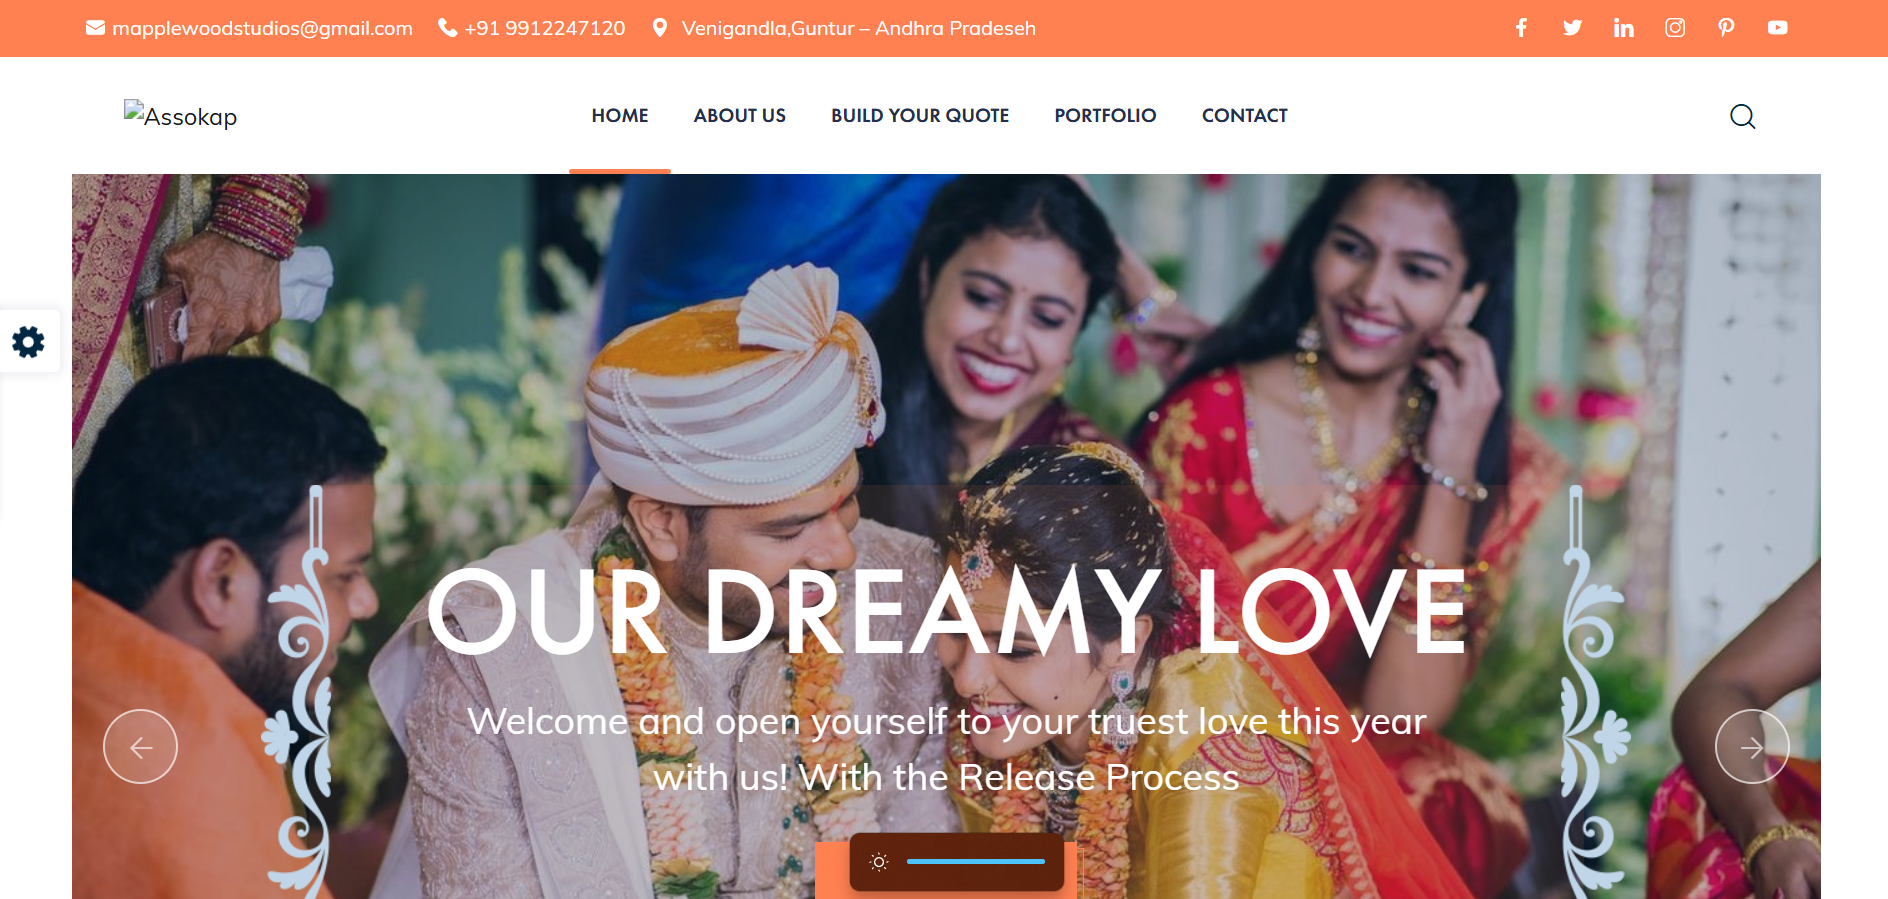 mapplewoodstudios@gmail.com +91 9912247120 Venigandla,Guntur – Andhra Pradeseh
Assokap HOME ABOUT US BUILD YOUR QUOTE PORTFOLIO CONTACT
OUR DREAMY LOVE
Welcome and open yourself to your truest love this year
with us! With the Release Process